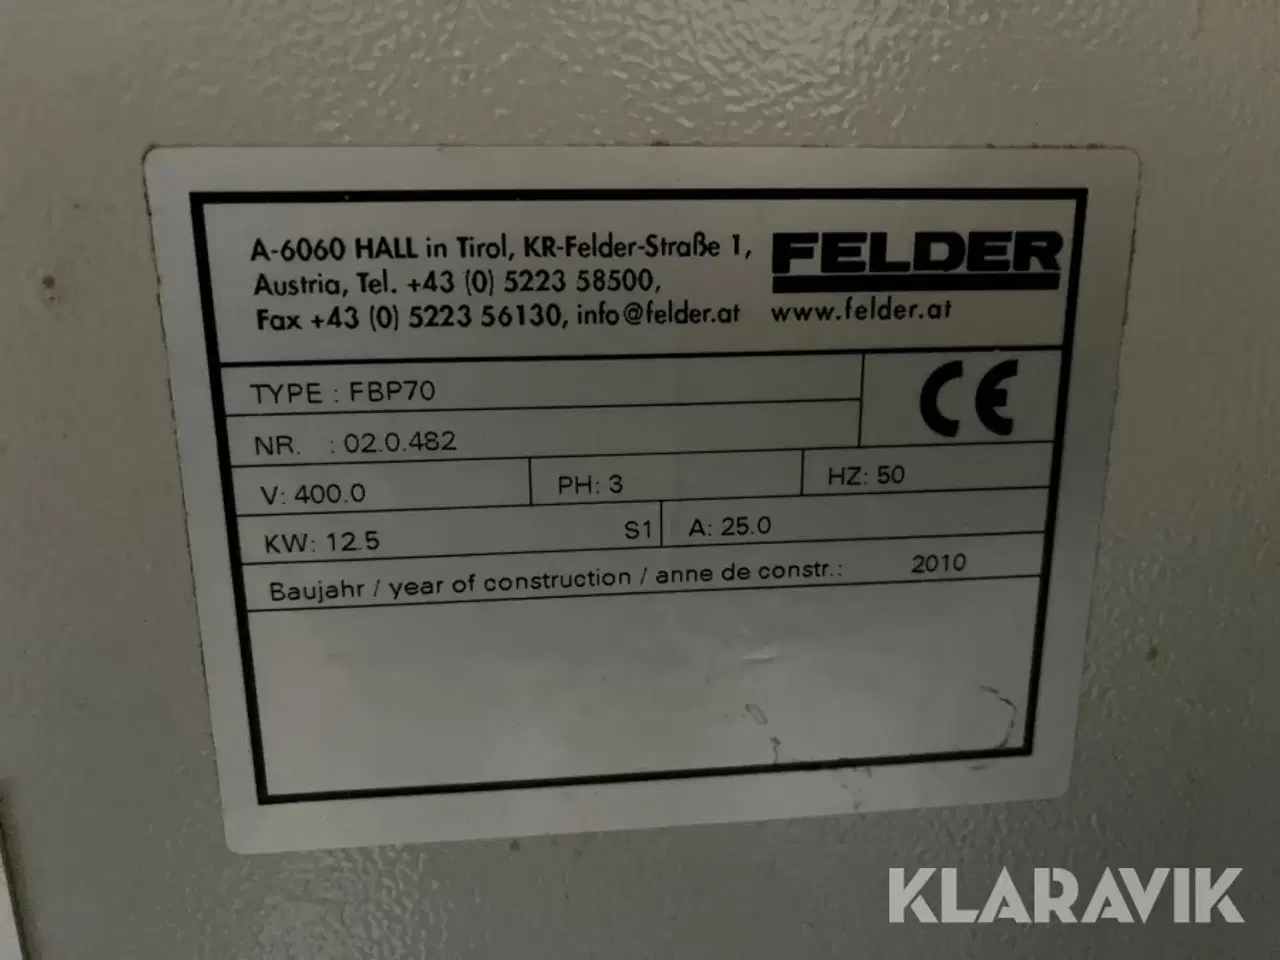 A-6060 HALL in Tirol, KR-Felder-Straße 1,
Austria, Tel. +43 (0) 5223 58500,
Fax +43 (0) 5223 56130, info@felder.at
FELDER
www.felder.at
TYPE : FBP70
NR. : 02.0.482
CE
V: 400.0 PH: 3 HZ: 50
KW: 12.5 S1 A: 25.0
Baujahr / year of construction / anne de constr.: 2010
KLARAVIK